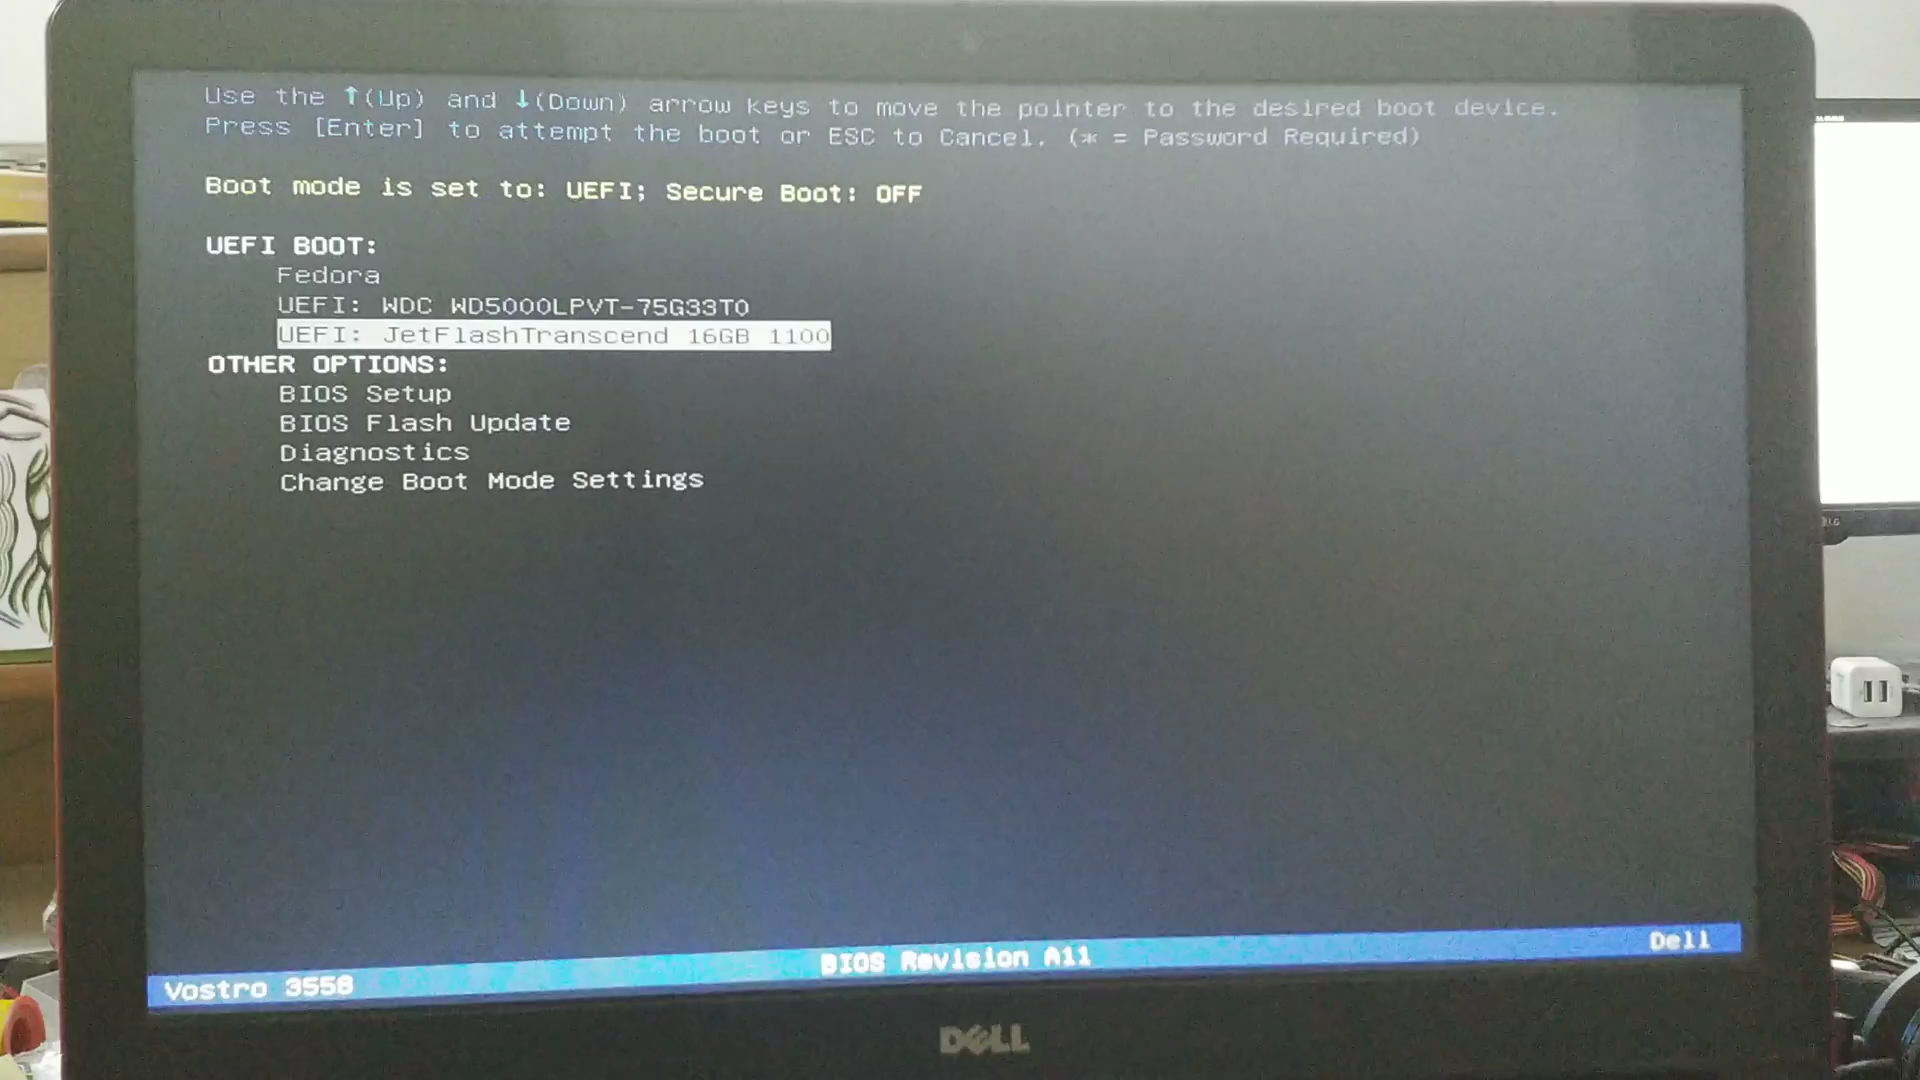 Use the ↑(Up) and ↓(Down) arrow keys to move the pointer to the desired boot device.
Press [Enter] to attempt the boot or ESC to Cancel. (* = Password Required)
Boot mode is set to: UEFI; Secure Boot: OFF
UEFI BOOT:
Fedora
UEFI: WDC WD5000LPVT-75G33T0
UEFI: JetFlashTranscend 16GB 1100
OTHER OPTIONS:
BIOS Setup
BIOS Flash Update
Diagnostics
Change Boot Mode Settings
Vostro 3558
BIOS Revision A11
Dell
DELL
LG